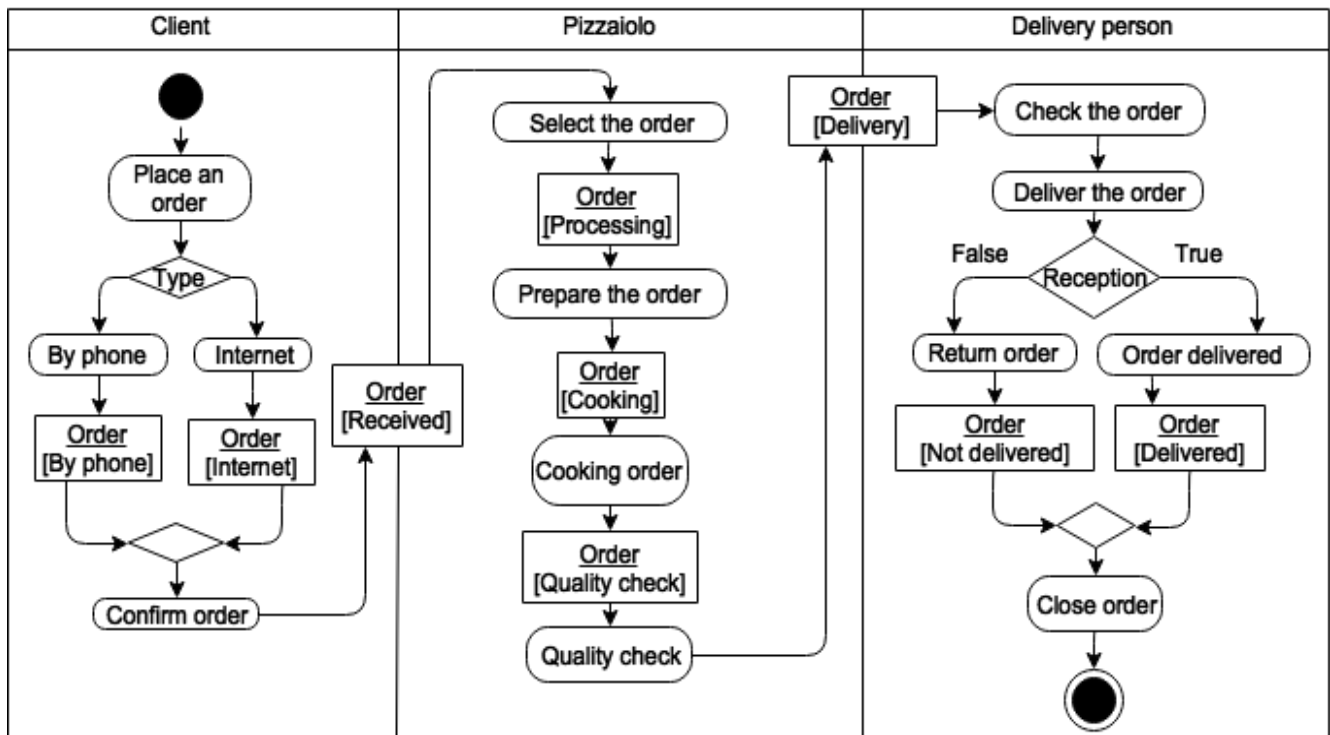 Client
Pizzaiolo
Delivery person
Place an
order
Type
By phone
Internet
Order
[By phone]
Order
[Internet]
Confirm order
Order
[Received]
Select the order
Order
[Processing]
Prepare the order
Order
[Cooking]
Cooking order
Order
[Quality check]
Quality check
Order
[Delivery]
Check the order
Deliver the order
False
True
Reception
Return order
Order delivered
Order
[Not delivered]
Order
[Delivered]
Close order